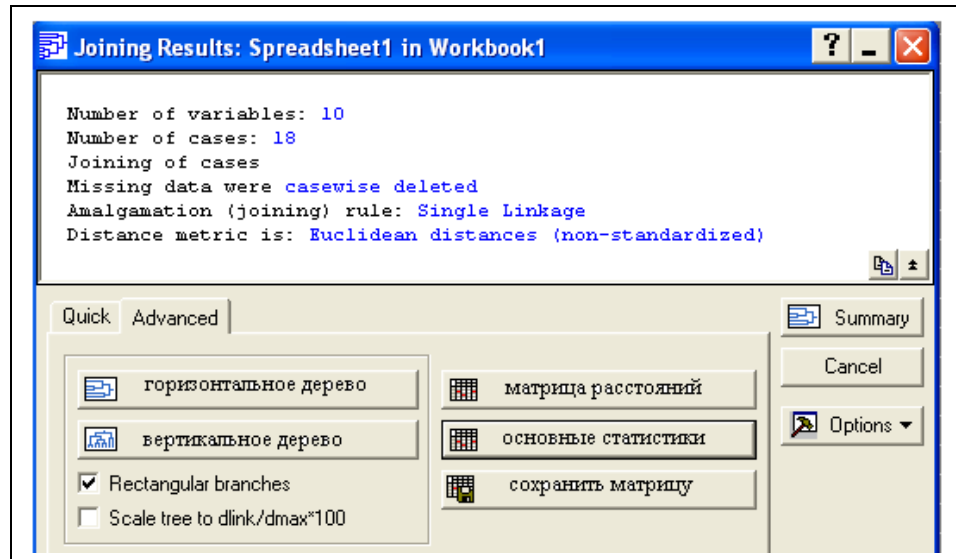 Joining Results: Spreadsheet1 in Workbook1
Number of variables: 10
Number of cases: 18
Joining of cases
Missing data were casewise deleted
Amalgamation (joining) rule: Single Linkage
Distance metric is: Euclidean distances (non-standardized)
Quick
Advanced
Summary
Cancel
Options
горизонтальное дерево
матрица расстояний
вертикальное дерево
основные статистики
Rectangular branches
сохранить матрицу
Scale tree to dlink/dmax*100